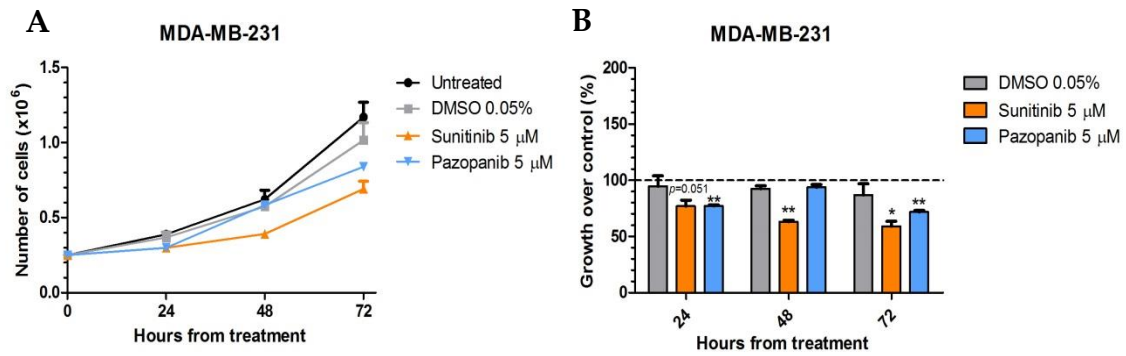 A
MDA-MB-231
Number of cells (x10⁶)
1.5
1.0
0.5
0.0
0
24
48
72
Hours from treatment
Untreated
DMSO 0.05%
Sunitinib 5 μM
Pazopanib 5 μM
B
MDA-MB-231
Growth over control (%)
200
150
100
50
0
p=0.051
**
**
*
**
24
48
72
Hours from treatment
DMSO 0.05%
Sunitinib 5 μM
Pazopanib 5 μM